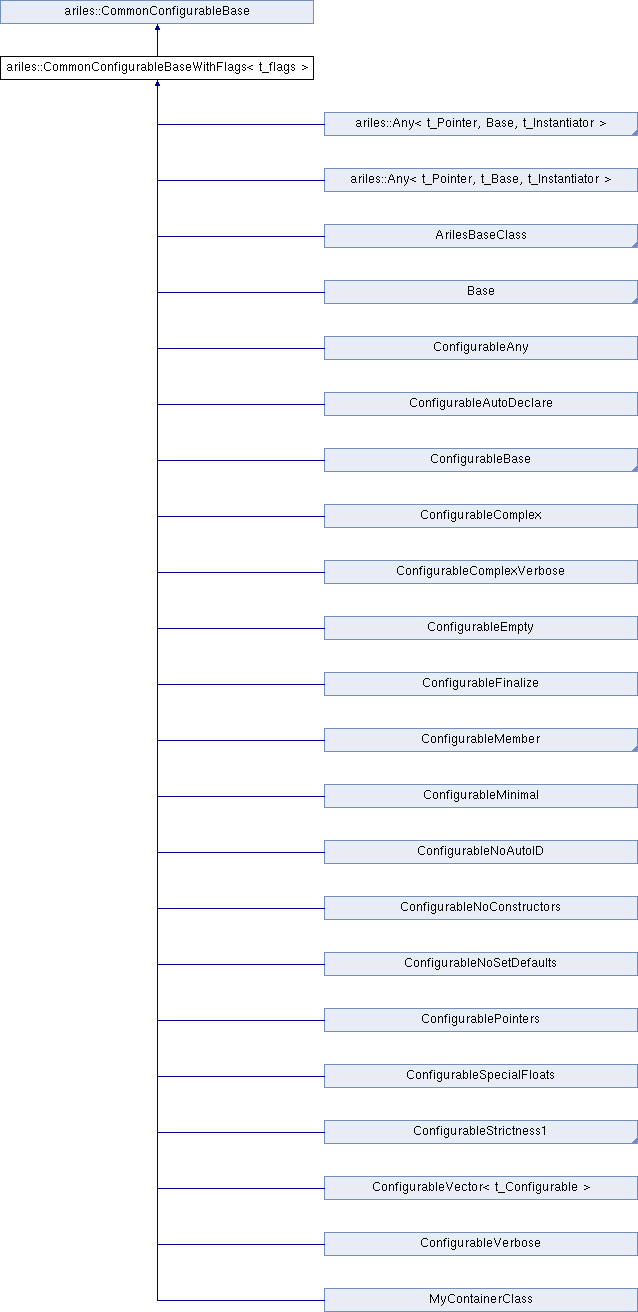 ariles::CommonConfigurableBase
ariles::CommonConfigurableBaseWithFlags< t_flags >
ariles::Any< t_Pointer, Base, t_Instantiator >
ariles::Any< t_Pointer, t_Base, t_Instantiator >
ArilesBaseClass
Base
ConfigurableAny
ConfigurableAutoDeclare
ConfigurableBase
ConfigurableComplex
ConfigurableComplexVerbose
ConfigurableEmpty
ConfigurableFinalize
ConfigurableMember
ConfigurableMinimal
ConfigurableNoAutoID
ConfigurableNoConstructors
ConfigurableNoSetDefaults
ConfigurablePointers
ConfigurableSpecialFloats
ConfigurableStrictness1
ConfigurableVector< t_Configurable >
ConfigurableVerbose
MyContainerClass